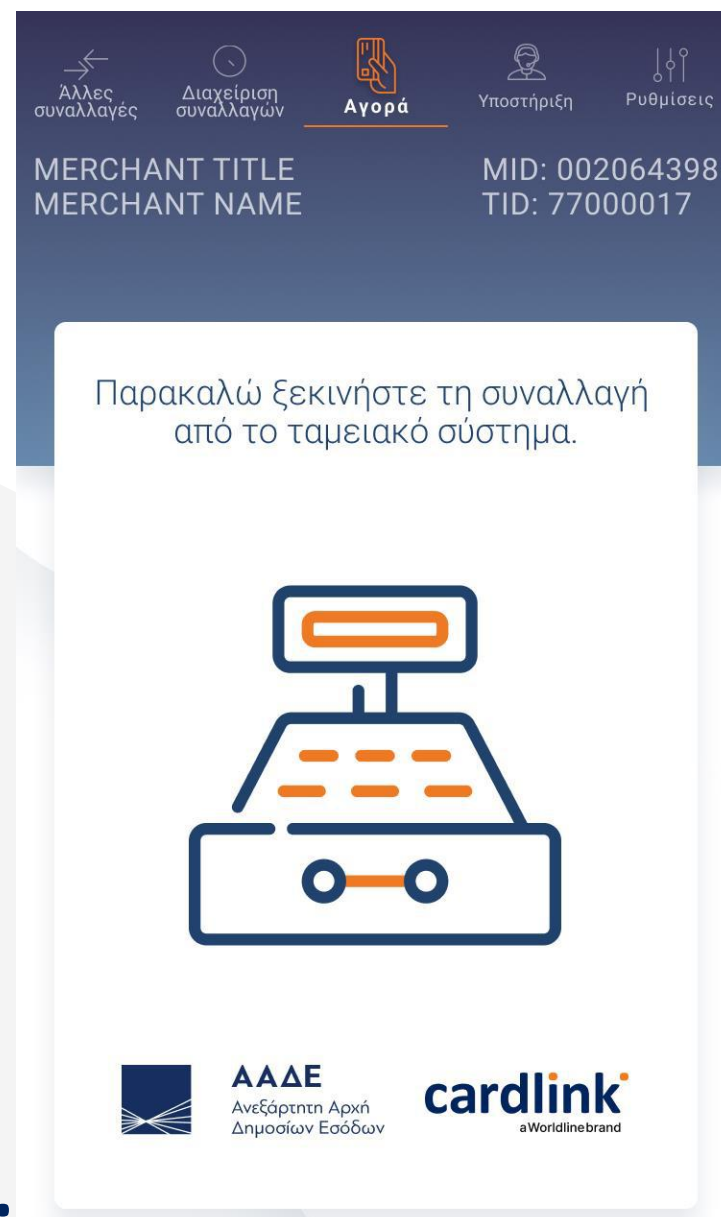 Άλλες συναλλαγές
Διαχείριση συναλλαγών
Αγορά
Υποστήριξη
Ρυθμίσεις
MERCHANT TITLE
MERCHANT NAME
MID: 002064398
TID: 77000017
Παρακαλώ ξεκινήστε τη συναλλαγή
από το ταμειακό σύστημα.
ΑΑΔΕ
Ανεξάρτητη Αρχή
Δημοσίων Εσόδων
cardlink
a Worldline brand